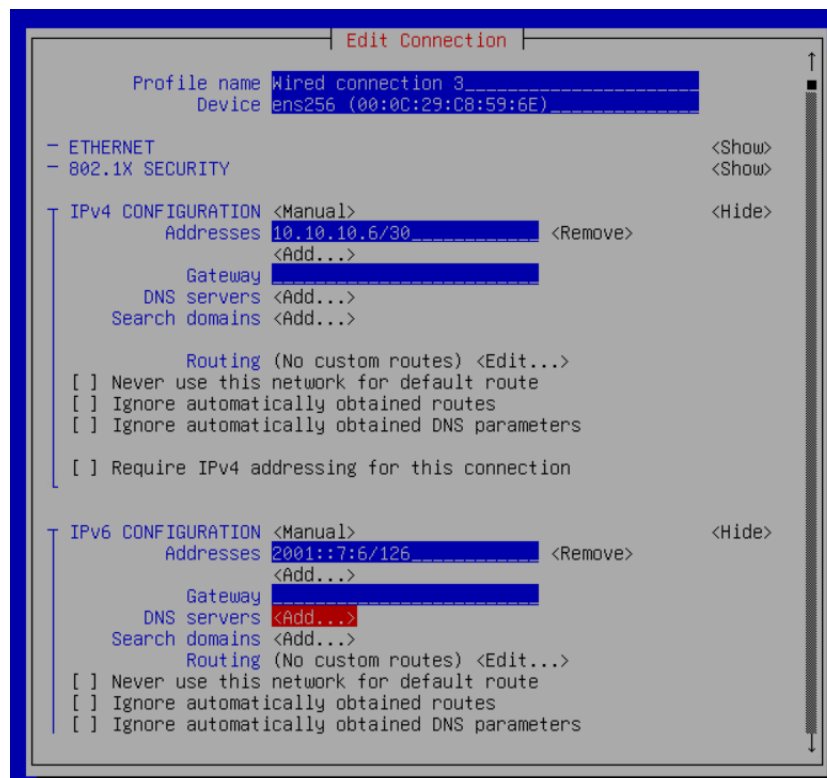 Edit Connection
Profile name Wired connection 3
Device ens256 (00:0C:29:C8:59:6E)
ETHERNET <Show>
802.1X SECURITY <Show>
IPv4 CONFIGURATION <Manual> <Hide>
Addresses 10.10.10.6/30 <Remove>
<Add...>
Gateway
DNS servers <Add...>
Search domains <Add...>
Routing (No custom routes) <Edit...>
[ ] Never use this network for default route
[ ] Ignore automatically obtained routes
[ ] Ignore automatically obtained DNS parameters
[ ] Require IPv4 addressing for this connection
IPv6 CONFIGURATION <Manual> <Hide>
Addresses 2001::7:6/126 <Remove>
<Add...>
Gateway
DNS servers <Add...>
Search domains <Add...>
Routing (No custom routes) <Edit...>
[ ] Never use this network for default route
[ ] Ignore automatically obtained routes
[ ] Ignore automatically obtained DNS parameters